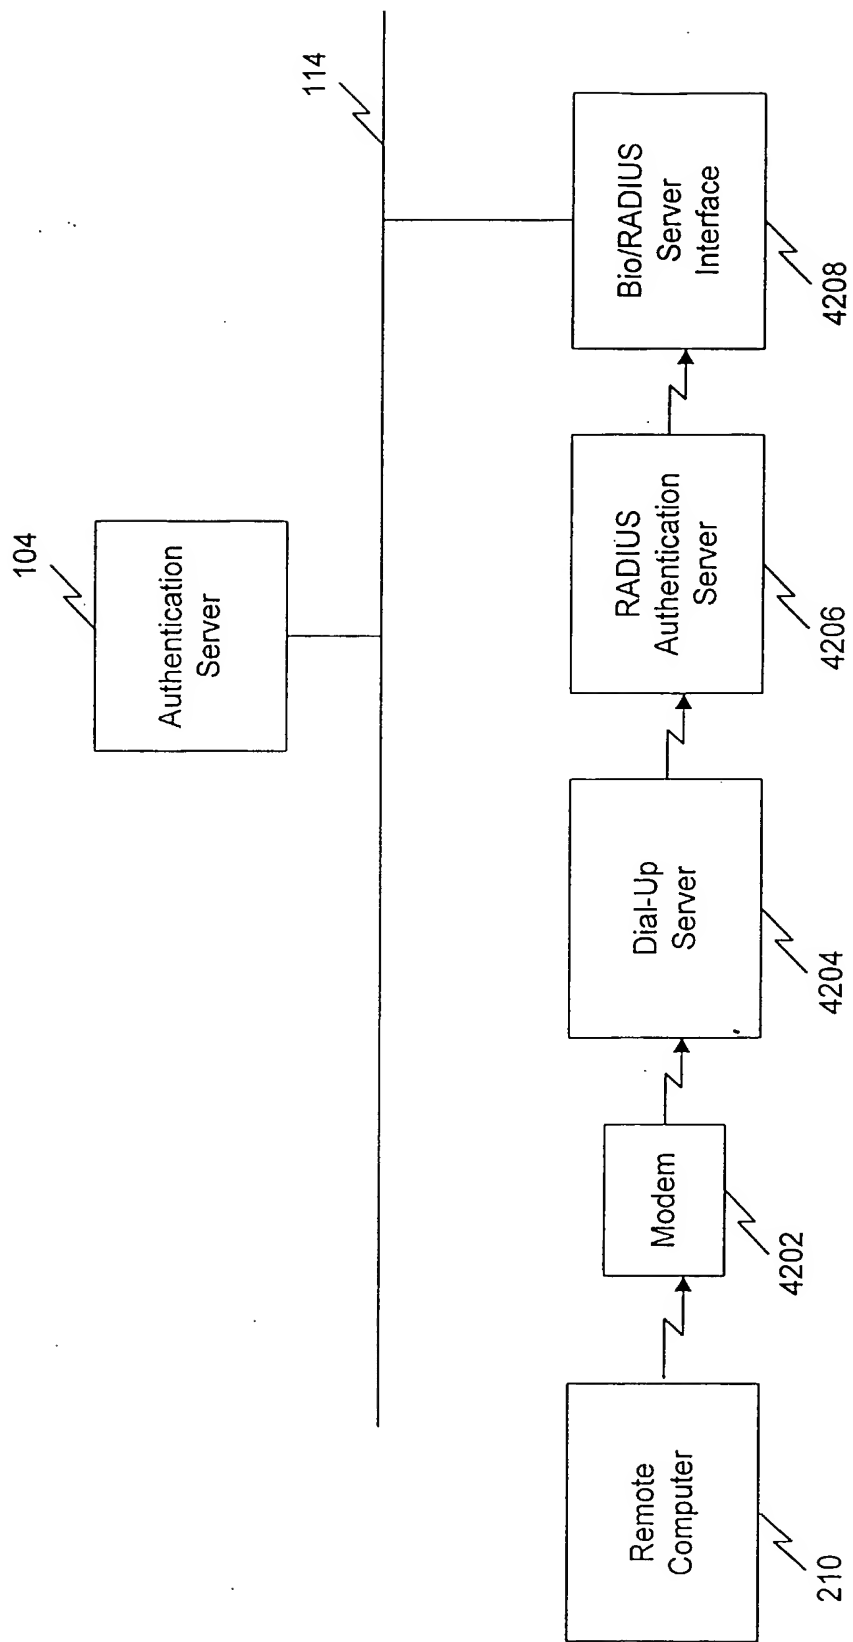 104
Authentication
Server
114
Remote
Computer
210
Modem
4202
Dial-Up
Server
4204
RADIUS
Authentication
Server
4206
Bio/RADIUS
Server
Interface
4208